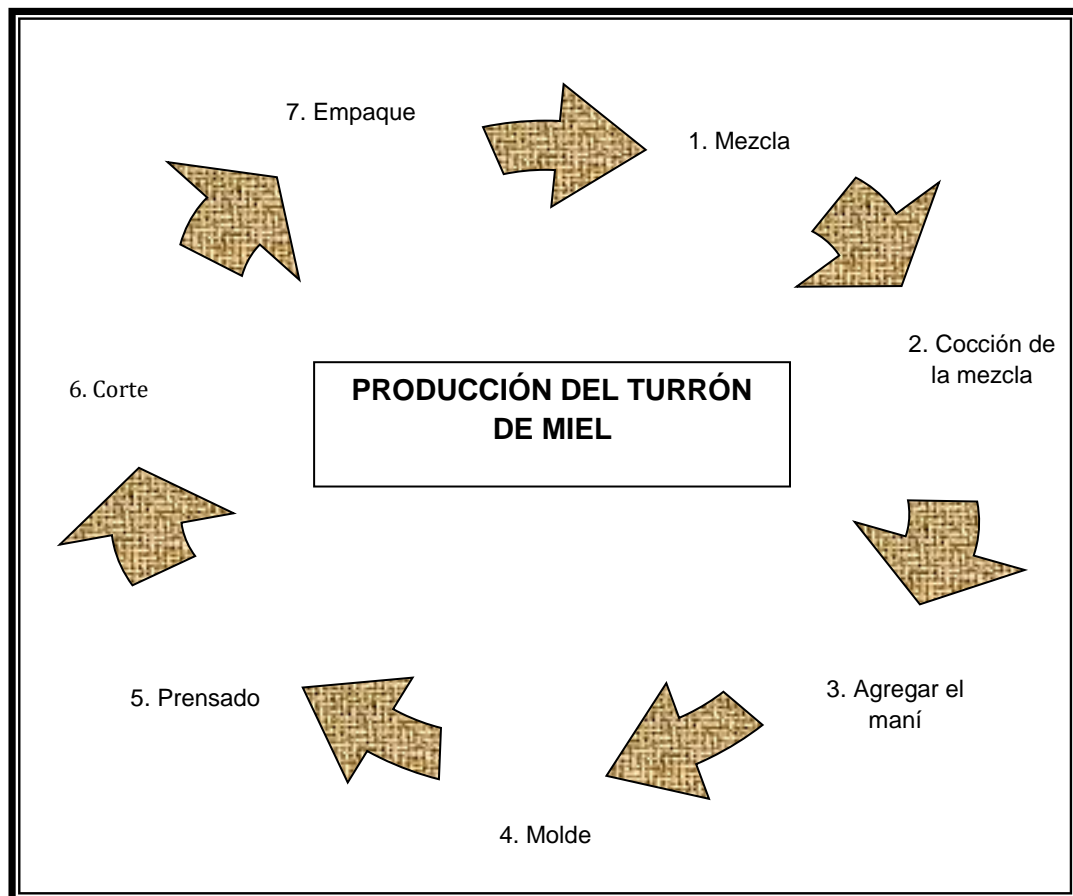 PRODUCCIÓN DEL TURRÓN
DE MIEL
1. Mezcla
2. Cocción de
la mezcla
3. Agregar el
maní
4. Molde
5. Prensado
6. Corte
7. Empaque